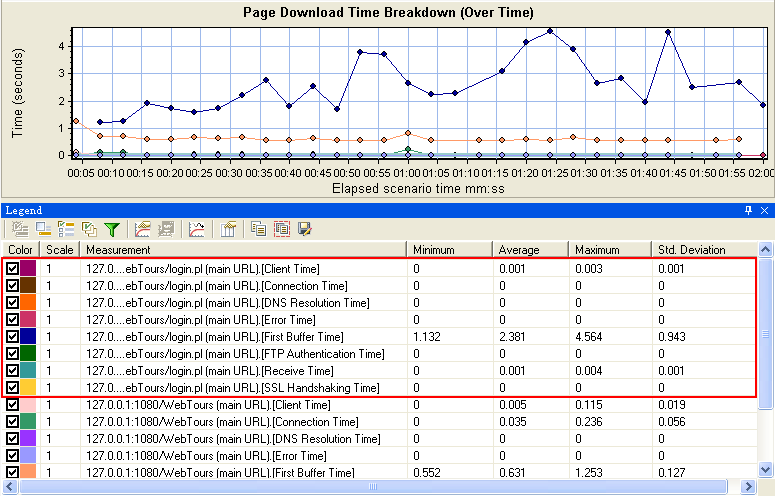 Page Download Time Breakdown (Over Time)
Time (seconds)
4
3
2
1
0
00:05 00:10 00:15 00:20 00:25 00:30 00:35 00:40 00:45 00:50 00:55 01:00 01:05 01:10 01:15 01:20 01:25 01:30 01:35 01:40 01:45 01:50 01:55 02:00
Elapsed scenario time mm:ss
Legend
Color Scale Measurement Minimum Average Maximum Std. Deviation
1 127.0....ebTours/login.pl (main URL).[Client Time] 0 0.001 0.003 0.001
1 127.0....ebTours/login.pl (main URL).[Connection Time] 0 0 0 0
1 127.0....ebTours/login.pl (main URL).[DNS Resolution Time] 0 0 0 0
1 127.0....ebTours/login.pl (main URL).[Error Time] 0 0 0 0
1 127.0....ebTours/login.pl (main URL).[First Buffer Time] 1.132 2.381 4.564 0.943
1 127.0....ebTours/login.pl (main URL).[FTP Authentication Time] 0 0 0 0
1 127.0....ebTours/login.pl (main URL).[Receive Time] 0 0.001 0.004 0.001
1 127.0....ebTours/login.pl (main URL).[SSL Handshaking Time] 0 0 0 0
1 127.0.0.1:1080/WebTours (main URL).[Client Time] 0 0.005 0.115 0.019
1 127.0.0.1:1080/WebTours (main URL).[Connection Time] 0 0.035 0.236 0.056
1 127.0.0.1:1080/WebTours (main URL).[DNS Resolution Time] 0 0 0 0
1 127.0.0.1:1080/WebTours (main URL).[Error Time] 0 0 0 0
1 127.0.0.1:1080/WebTours (main URL).[First Buffer Time] 0.552 0.631 1.253 0.127